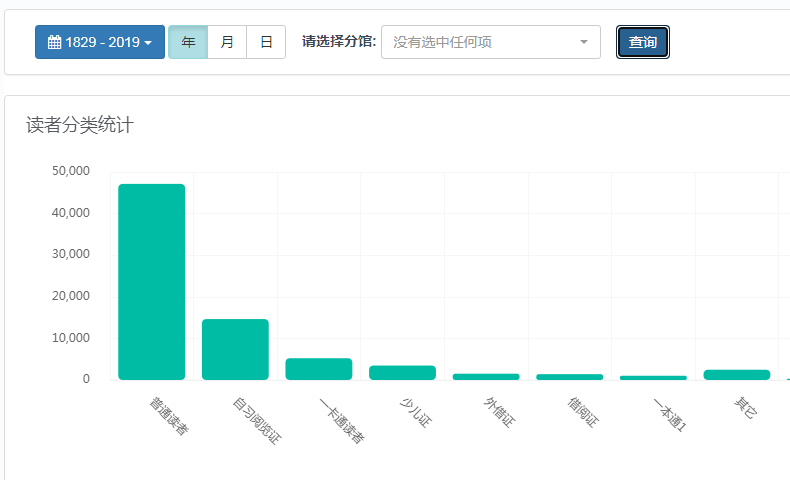 1829 - 2019 年 月 日 请选择分馆: 没有选中任何项 查询
读者分类统计
50,000
40,000
30,000
20,000
10,000
0
普通读者 自习阅览证 一卡通读者 少儿证 外借证 借阅证 一本通1 其它